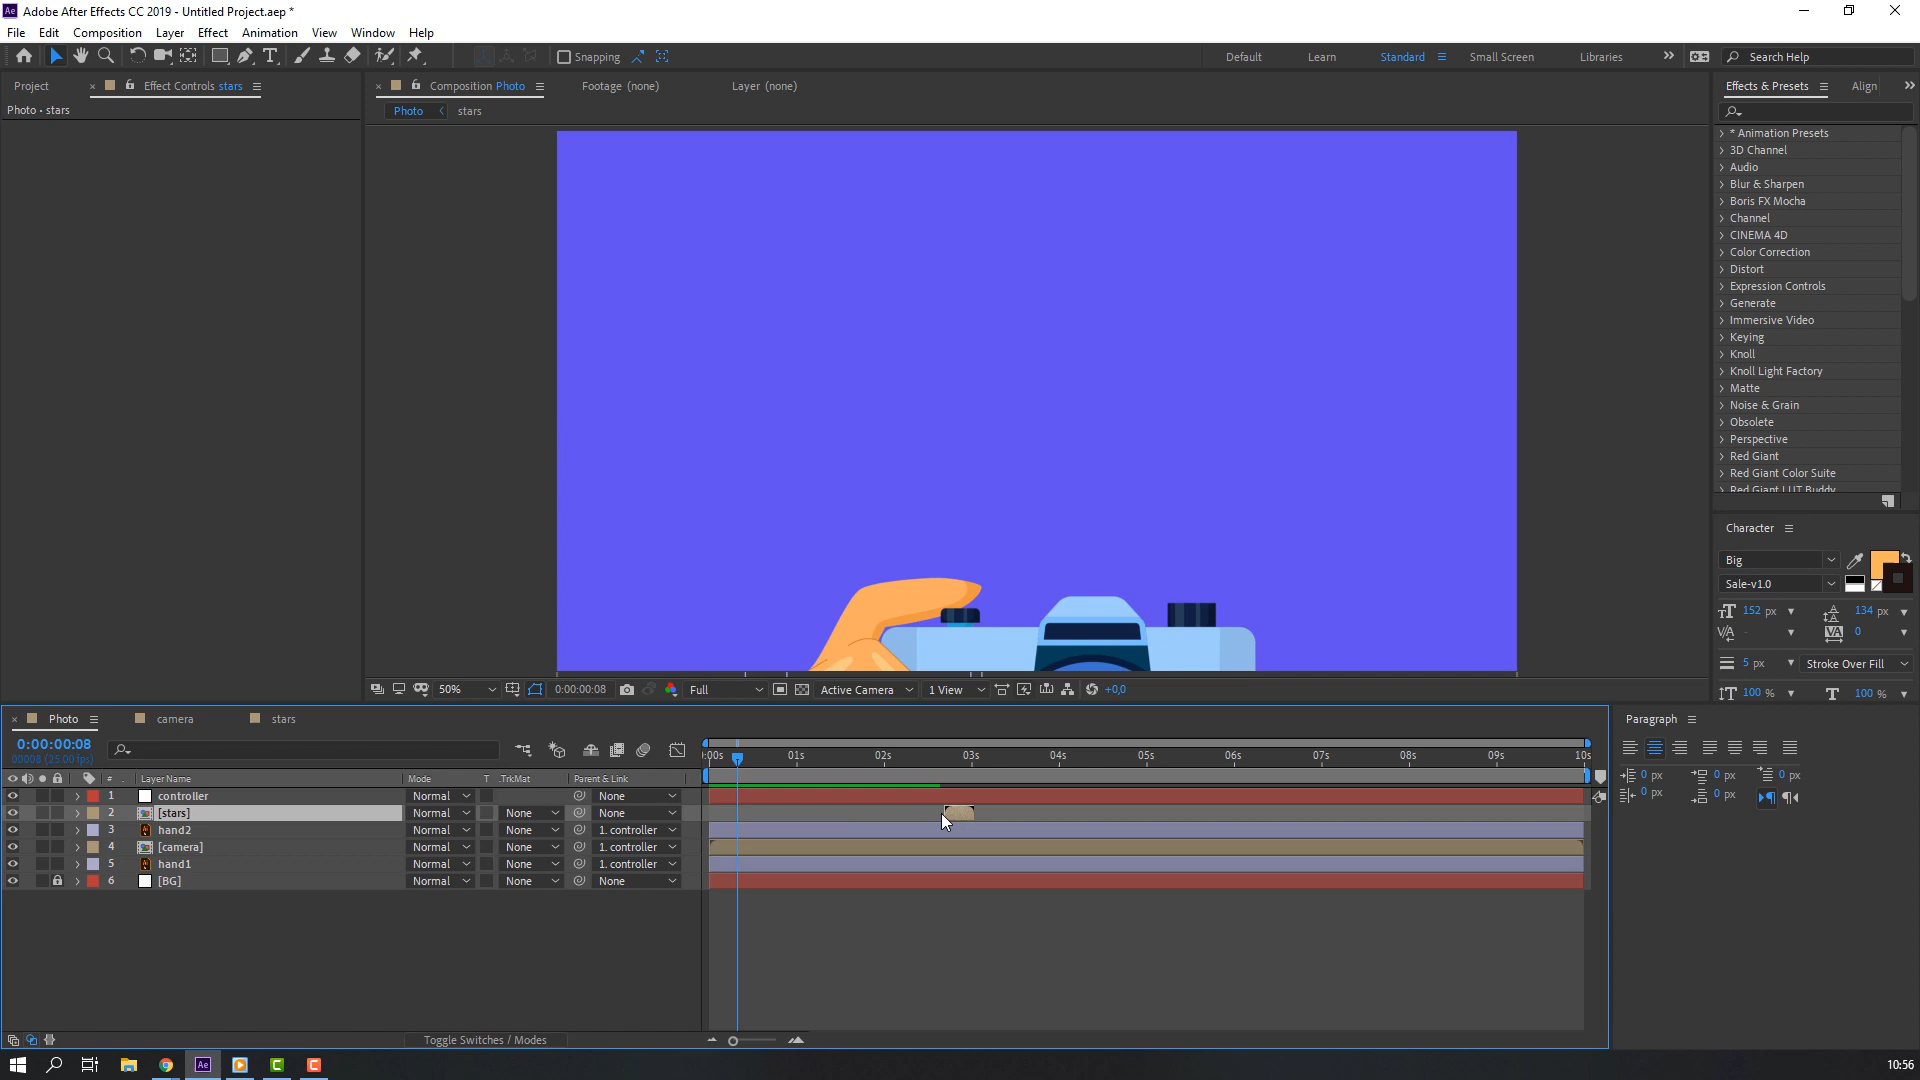 Adobe After Effects CC 2019 - Untitled Project.aep *
File Edit Composition Layer Effect Animation View Window Help
Snapping
Default Learn Standard Small Screen Libraries Search Help
Project Effect Controls stars Composition Photo Footage (none) Layer (none) Effects & Presets Align
Photo • stars
Photo stars
* Animation Presets
3D Channel
Audio
Blur & Sharpen
Boris FX Mocha
Channel
CINEMA 4D
Color Correction
Distort
Expression Controls
Generate
Immersive Video
Keying
Knoll
Knoll Light Factory
Matte
Noise & Grain
Obsolete
Perspective
Red Giant
Red Giant Color Suite
Red Giant LUT Buddy
Character
Big
Sale-v1.0
152 px 134 px
0
5 px Stroke Over Fill
100 % 100 %
50% 0:00:00:08 Full Active Camera 1 View +0,0
Photo camera stars
0:00:00:08
00008 (25.00 fps)
:00s 01s 02s 03s 04s 05s 06s 07s 08s 09s 10s
# Layer Name Mode T .TrkMat Parent & Link
1 controller Normal None
2 [stars] Normal None None
3 hand2 Normal None 1. controller
4 [camera] Normal None 1. controller
5 hand1 Normal None 1. controller
6 [BG] Normal None None
Toggle Switches / Modes
Paragraph
0 px 0 px 0 px
0 px 0 px
10:56